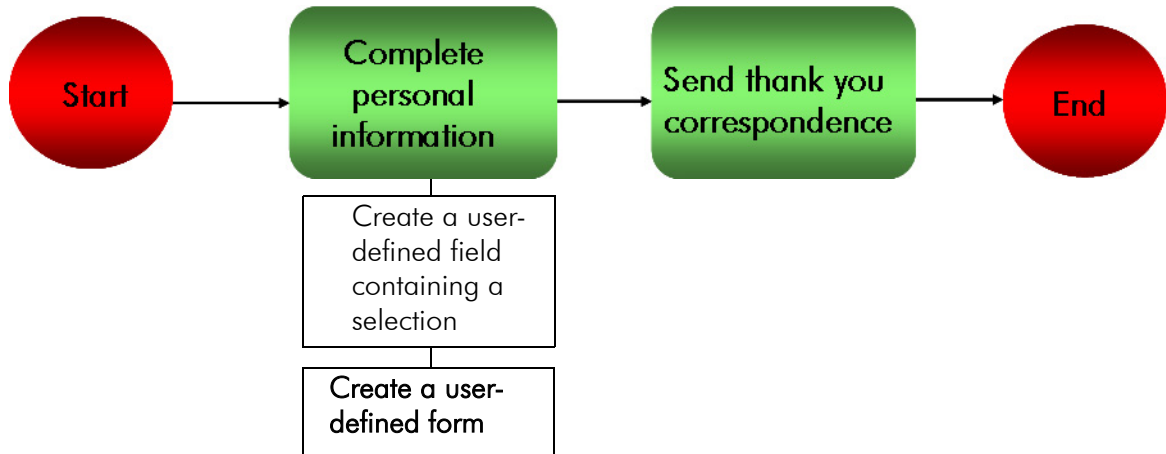 Start
Complete
personal
information
Send thank you
correspondence
End
Create a user-
defined field
containing a
selection
Create a user-
defined form